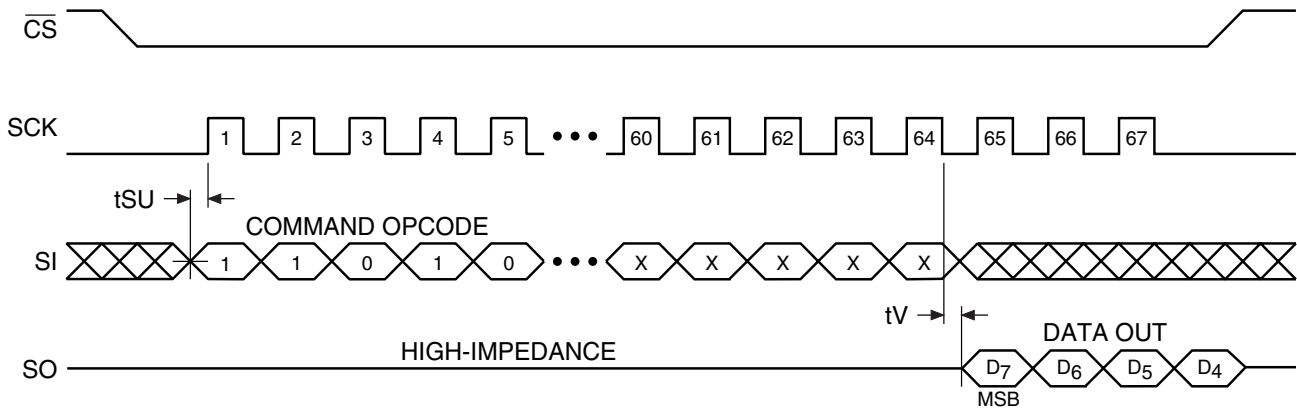 CS
SCK 1 2 3 4 5 ••• 60 61 62 63 64 65 66 67
tSU
COMMAND OPCODE
SI 1 1 0 1 0 ••• X X X X X
tV
HIGH-IMPEDANCE DATA OUT
SO D7 D6 D5 D4
MSB